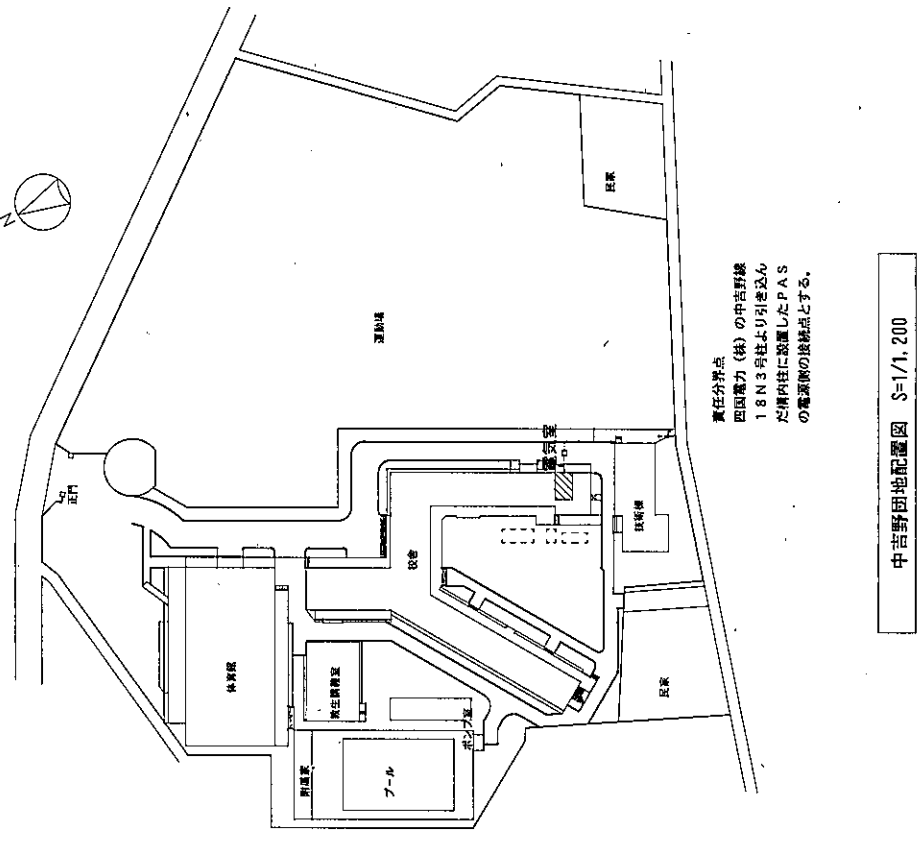 N
正門
運動場
民家
電気室
校舎
技術棟
体育館
ポンプ室
附属家
プール
民家
責任分界点
四国電力(株)の中吉野線
18N3号柱より引き込ん
だ構内柱に設置したPAS
の電源側の接続点とする。
中吉野団地配置図 S=1/1,200